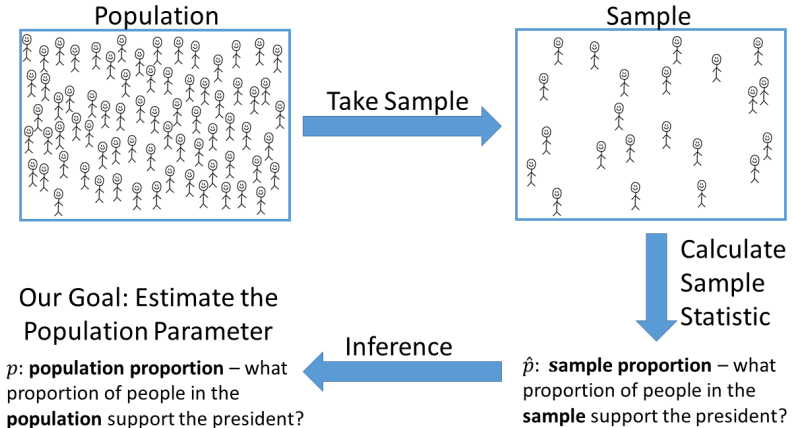 Population
Sample
Take Sample
Calculate
Sample
Statistic
Our Goal: Estimate the
Population Parameter
Inference
p: population proportion – what
proportion of people in the
population support the president?
p̂: sample proportion – what
proportion of people in the
sample support the president?